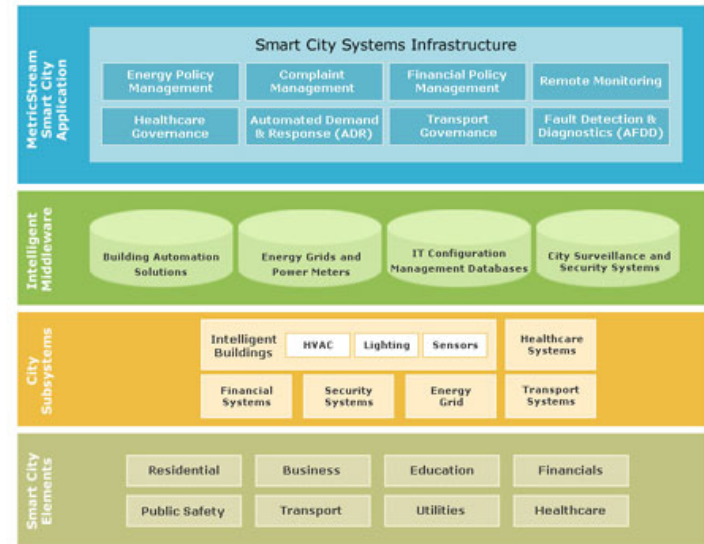 MetricStream
Smart City
Application
Smart City Systems Infrastructure
Energy Policy
Management
Complaint
Management
Financial Policy
Management
Remote Monitoring
Healthcare
Governance
Automated Demand
& Response (ADR)
Transport
Governance
Fault Detection &
Diagnostics (AFDD)
Intelligent
Middleware
Building Automation
Solutions
Energy Grids and
Power Meters
IT Configuration
Management Databases
City Surveillance and
Security Systems
City
Subsystems
Intelligent
Buildings
HVAC
Lighting
Sensors
Healthcare
Systems
Financial
Systems
Security
Systems
Energy
Grid
Transport
Systems
Smart City
Elements
Residential
Business
Education
Financials
Public Safety
Transport
Utilities
Healthcare